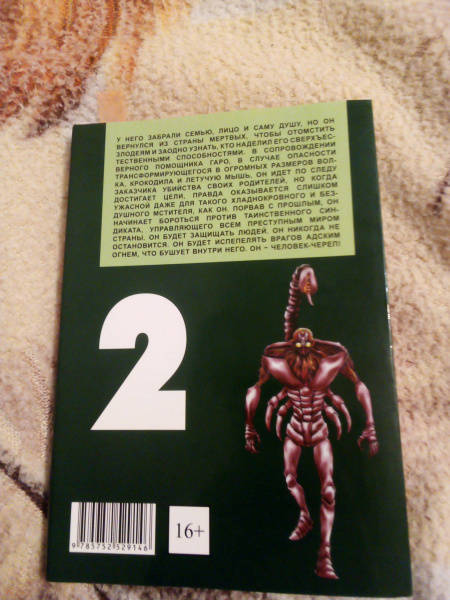 У НЕГО ЗАБРАЛИ СЕМЬЮ, ЛИЦО И САМУ ДУШУ. НО ОН
ВЕРНУЛСЯ ИЗ СТРАНЫ МЕРТВЫХ, ЧТОБЫ ОТОМСТИТЬ
ЗЛОДЕЯМ И ЗАОДНО УЗНАТЬ, КТО НАДЕЛИЛ ЕГО СВЕРХЪЕС-
ТЕСТВЕННЫМИ СПОСОБНОСТЯМИ. В СОПРОВОЖДЕНИИ
ВЕРНОГО ПОМОЩНИКА ГАРО, В СЛУЧАЕ ОПАСНОСТИ
ТРАНСФОРМИРУЮЩЕГОСЯ В ОГРОМНЫХ РАЗМЕРОВ ВОЛ-
КА, КРОКОДИЛА И ЛЕТУЧУЮ МЫШЬ, ОН ИДЕТ ПО СЛЕДУ
ЗАКАЗЧИКА УБИЙСТВА СВОИХ РОДИТЕЛЕЙ, НО КОГДА
ДОСТИГАЕТ ЦЕЛИ, ПРАВДА ОКАЗЫВАЕТСЯ СЛИШКОМ
УЖАСНОЙ ДАЖЕ ДЛЯ ТАКОГО ХЛАДНОКРОВНОГО И БЕЗ-
ДУШНОГО МСТИТЕЛЯ, КАК ОН. ПОРВАВ С ПРОШЛЫМ, ОН
НАЧИНАЕТ БОРОТЬСЯ ПРОТИВ ТАИНСТВЕННОГО СИН-
ДИКАТА, УПРАВЛЯЮЩЕГО ВСЕМ ПРЕСТУПНЫМ МИРОМ
СТРАНЫ. ОН БУДЕТ ЗАЩИЩАТЬ ЛЮДЕЙ. ОН НИКОГДА НЕ
ОСТАНОВИТСЯ. ОН БУДЕТ ИСПЕПЕЛЯТЬ ВРАГОВ АДСКИМ
ОГНЕМ, ЧТО БУШУЕТ ВНУТРИ НЕГО. ОН – ЧЕЛОВЕК-ЧЕРЕП!
2
16+
9 785752 529146